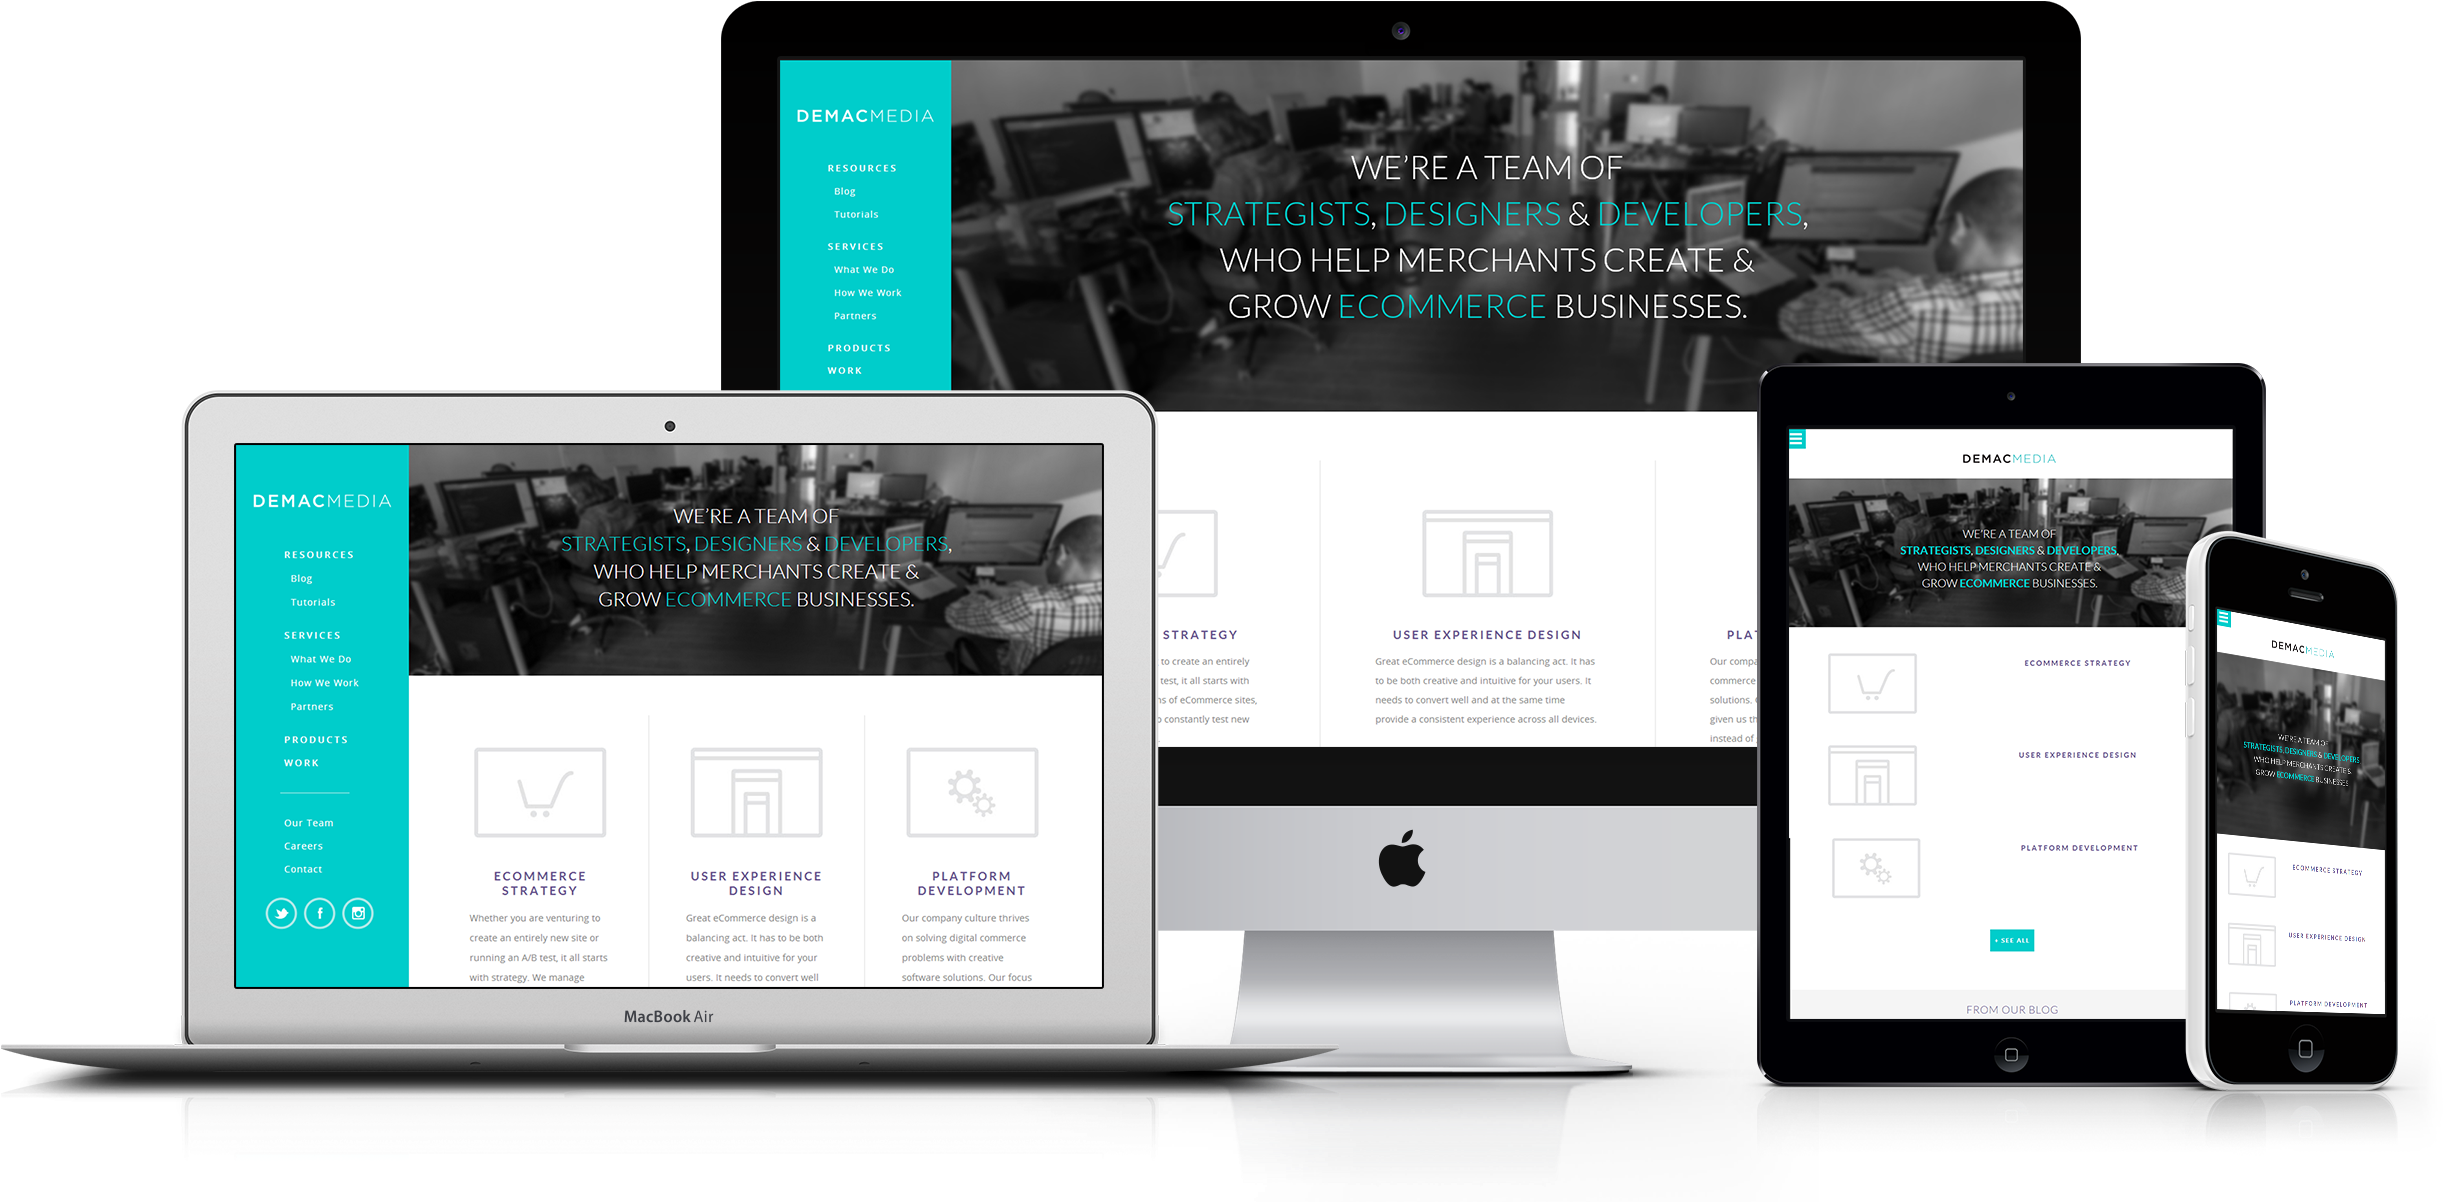 DEMACMEDIA
RESOURCES
Blog
Tutorials
SERVICES
What We Do
How We Work
Partners
PRODUCTS
WORK
WE'RE A TEAM OF
STRATEGISTS, DESIGNERS & DEVELOPERS,
WHO HELP MERCHANTS CREATE &
GROW ECOMMERCE BUSINESSES.
STRATEGY
to create an entirely
test, it all starts with
of eCommerce sites,
constantly test new
USER EXPERIENCE DESIGN
Great eCommerce design is a balancing act. It has
to be both creative and intuitive for your users. It
needs to convert well and at the same time
provide a consistent experience across all devices.
PLAT
Our compa
commerce
solutions.
given us th
instead of
DEMACMEDIA
RESOURCES
Blog
Tutorials
SERVICES
What We Do
How We Work
Partners
PRODUCTS
WORK
Our Team
Careers
Contact
WE'RE A TEAM OF
STRATEGISTS, DESIGNERS & DEVELOPERS,
WHO HELP MERCHANTS CREATE &
GROW ECOMMERCE BUSINESSES.
ECOMMERCE
STRATEGY
Whether you are venturing to
create an entirely new site or
running an A/B test, it all starts
with strategy. We manage
USER EXPERIENCE
DESIGN
Great eCommerce design is a
balancing act. It has to be both
creative and intuitive for your
users. It needs to convert well
PLATFORM
DEVELOPMENT
Our company culture thrives
on solving digital commerce
problems with creative
software solutions. Our focus
MacBook Air
DEMACMEDIA
WE'RE A TEAM OF
STRATEGISTS, DESIGNERS & DEVELOPERS,
WHO HELP MERCHANTS CREATE &
GROW ECOMMERCE BUSINESSES.
ECOMMERCE STRATEGY
USER EXPERIENCE DESIGN
PLATFORM DEVELOPMENT
+ SEE ALL
FROM OUR BLOG
DEMACMEDIA
WE'RE A TEAM OF
STRATEGISTS, DESIGNERS & DEVELOPERS
WHO HELP MERCHANTS CREATE &
GROW ECOMMERCE BUSINESSES
ECOMMERCE STRATEGY
USER EXPERIENCE DESIGN
PLATFORM DEVELOPMENT